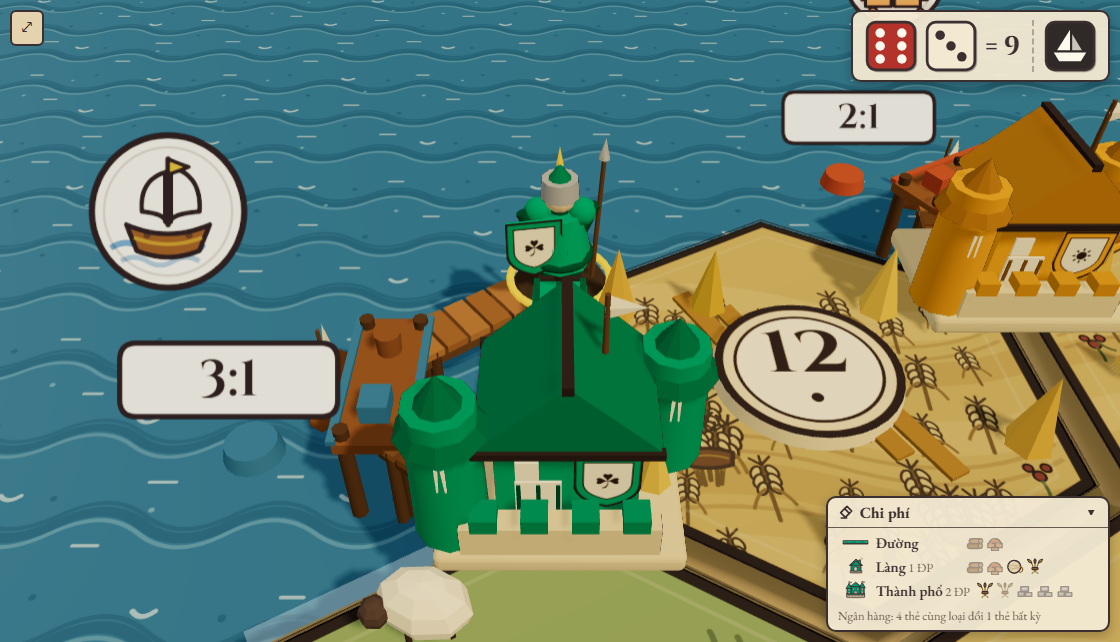 = 9
2:1
3:1
12
Chi phí
Đường
Làng 1 ĐP
Thành phố 2 ĐP
Ngân hàng: 4 thẻ cùng loại đổi 1 thẻ bất kỳ